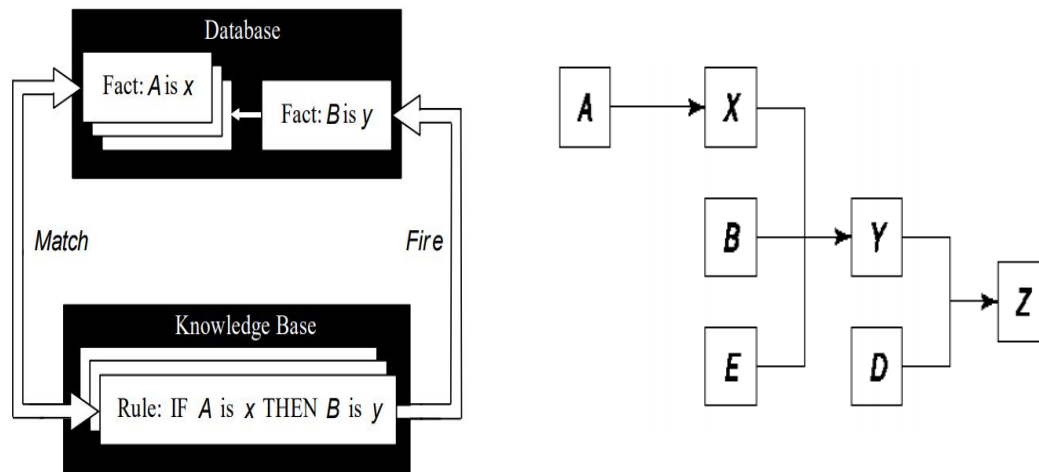 Database
Fact: A is x
Fact: B is y
Match
Fire
Knowledge Base
Rule: IF A is x THEN B is y
A
X
B
Y
Z
E
D